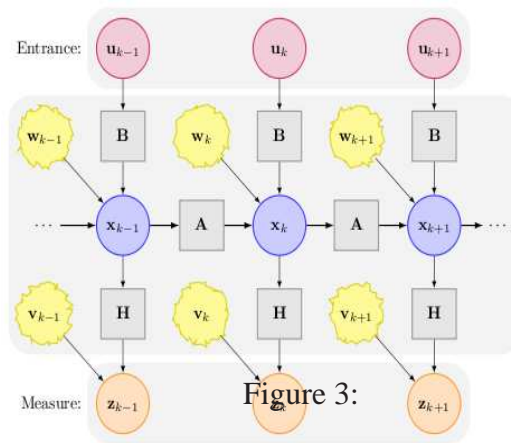 Entrance: u_{k-1} u_k u_{k+1}
w_{k-1} B w_k B w_{k+1} B
··· x_{k-1} A x_k A x_{k+1} ···
v_{k-1} H v_k H v_{k+1} H
Measure: z_{k-1} z_k z_{k+1}
Figure 3: